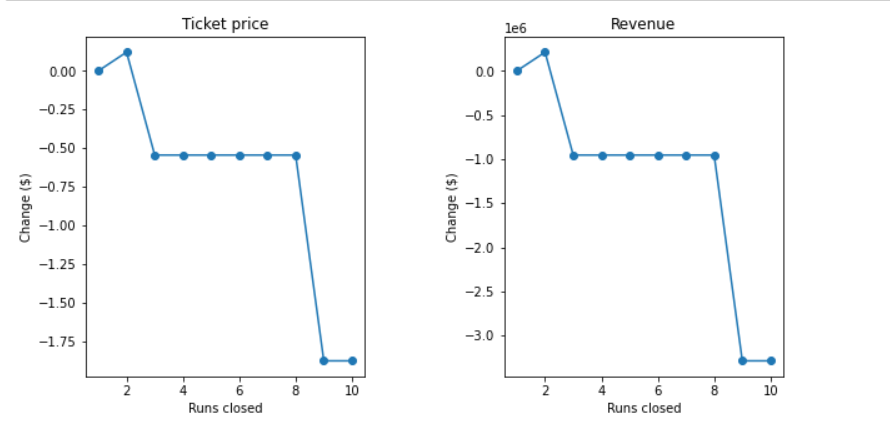 Ticket price
0.00
−0.25
−0.50
−0.75
−1.00
−1.25
−1.50
−1.75
Change ($)
2 4 6 8 10
Runs closed
Revenue
1e6
0.0
−0.5
−1.0
−1.5
−2.0
−2.5
−3.0
Change ($)
2 4 6 8 10
Runs closed